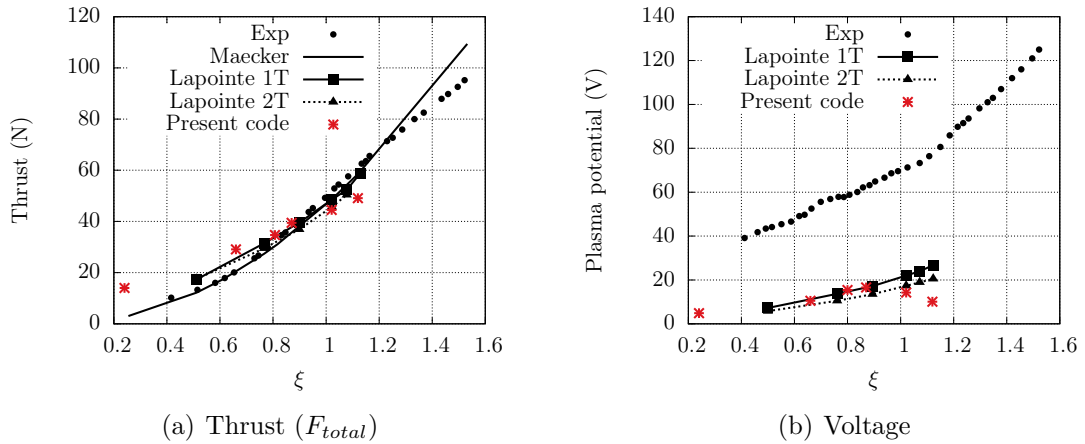 120
100
80
60
40
20
0
0.2 0.4 0.6 0.8 1 1.2 1.4 1.6
Thrust (N)
ξ
Exp
Maecker
Lapointe 1T
Lapointe 2T
Present code
(a) Thrust (F_total)
140
120
100
80
60
40
20
0
0.2 0.4 0.6 0.8 1 1.2 1.4 1.6
Plasma potential (V)
ξ
Exp
Lapointe 1T
Lapointe 2T
Present code
(b) Voltage